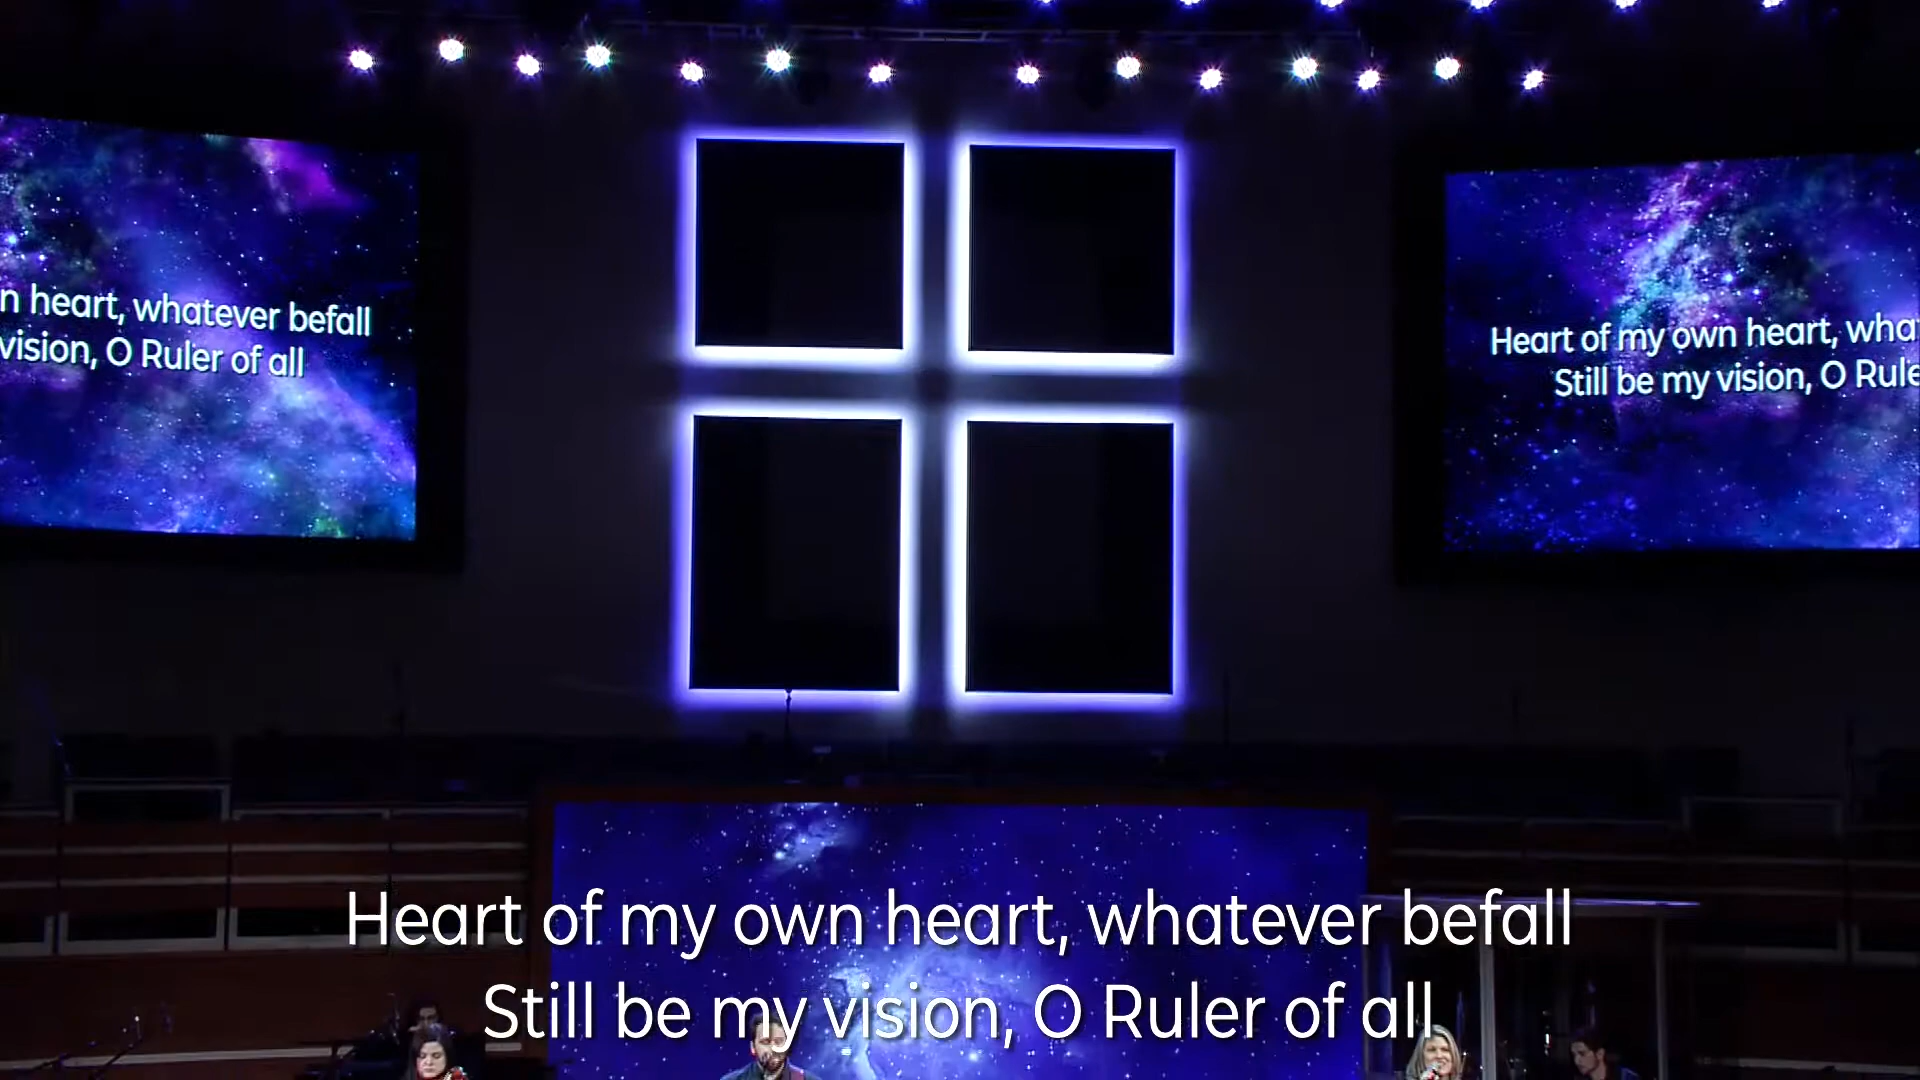 n heart, whatever befall
vision, O Ruler of all
Heart of my own heart, wha
Still be my vision, O Rule
Heart of my own heart, whatever befall
Still be my vision, O Ruler of all